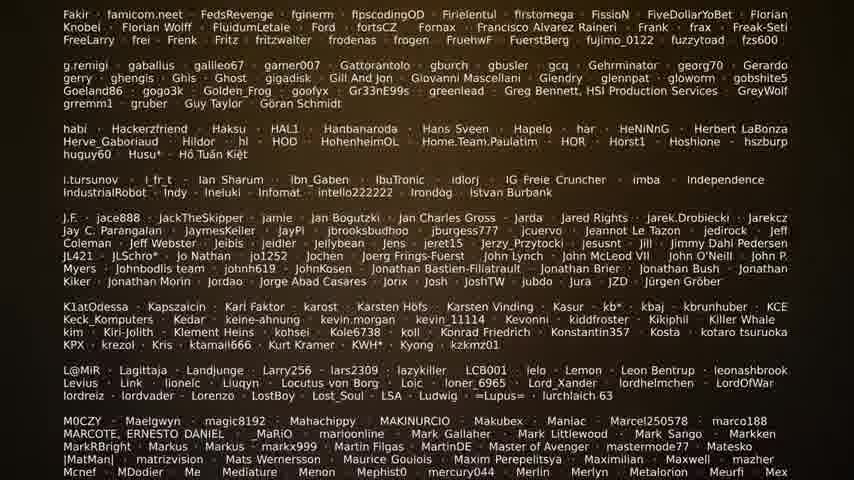 Fakir · famicom.neet · FedsRevenge · fginerm · flpscodingOD · Firielentul · firstomega · FissioN · FiveDollarYoBet · Florian
Knobel · Florian Wolff · FluidumLetale · Ford · fortsCZ · Fornax · Francisco Alvarez Raineri · Frank · frax · Freak-Seti
FreeLarry · frei · Frenk · Fritz · fritzwalter · frodenas · frogen · FruehwF · FuerstBerg · fujimo_0122 · fuzzytoad · fzs600
g.remigi · gaballus · galileo67 · gamer007 · Gattorantolo · gburch · gbusler · gcq · Gehrminator · georg70 · Gerardo
gerry · ghengis · Ghis · Ghost · gigadisk · Gill And Jon · Giovanni Mascellani · Glendry · glennpat · gloworm · gobshite5
Goeland86 · gogo3k · Golden_Frog · goofyx · Gr33nE99s · greenlead · Greg Bennett, HSI Production Services · GreyWolf
grremm1 · gruber · Guy Taylor · Göran Schmidt
habi · Hackerzfriend · Haksu · HAL1 · Hanbanaroda · Hans Sveen · Hapelo · har · HeNiNnG · Herbert LaBonza
Herve_Gaboriaud · Hildor · hl · HOD · HohenheimOL · Home.Team.Paulatim · HOR · Horst1 · Hoshione · hszburp
huguy60 · Husu* · Hồ Tuấn Kiệt
i.tursunov · i_fr_t · Ian Sharum · Ibn_Gaben · IbuTronic · idlorj · IG Freie Cruncher · imba · Independence
IndustrialRobot · Indy · Ineluki · Infomat · intello222222 · Irondog · Istvan Burbank
J.F. · jace888 · JackTheSkipper · jamie · Jan Bogutzki · Jan Charles Gross · Jarda · Jared Rights · Jarek.Drobiecki · Jarekcz
Jay C. Parangalan · JaymesKeller · JayPi · jbrooksbudhoo · jburgess777 · jcuervo · Jeannot Le Tazon · jedirock · Jeff
Coleman · Jeff Webster · Jeibis · jeidler · Jellybean · Jens · jeret15 · Jerzy_Przytocki · jesusnt · Jill · Jimmy Dahl Pedersen
JL421 · JLSchro* · Jo Nathan · jo1252 · Jochen · Joerg Frings-Fuerst · John Lynch · John McLeod VII · John O'Neill · John P.
Myers · Johnbodlis team · johnh619 · JohnKosen · Jonathan Bastien-Filiatrault · Jonathan Brier · Jonathan Bush · Jonathan
Kiker · Jonathan Morin · Jordao · Jorge Abad Casares · Jorix · Josh · JoshTW · jubdo · Jura · JZD · Jürgen Gröber
K1atOdessa · Kapszaicin · Karl Faktor · karost · Karsten Höfs · Karsten Vinding · Kasur · kb* · kbaj · kbrunhuber · KCE
Keck_Komputers · Kedar · keine-ahnung · kevin.morgan · kevin_11114 · Kevonni · kiddfroster · Kikiphil · Killer Whale
kim · Kiri-Jolith · Klement Heins · kohsei · Kole6738 · koll · Konrad Friedrich · Konstantin357 · Kosta · kotaro tsuruoka
KPX · krezol · Kris · ktamail666 · Kurt Kramer · KWH* · Kyong · kzkmz01
L@MiR · Lagittaja · Landjunge · Larry256 · lars2309 · lazykiller · LCB001 · lelo · Lemon · Leon Bentrup · leonashbrook
Levius · Link · lionelc · Liuqyn · Locutus von Borg · Loic · loner_6965 · Lord_Xander · lordhelmchen · LordOfWar
lordreiz · lordvader · Lorenzo · LostBoy · Lost_Soul · LSA · Ludwig · =Lupus= · lurchlaich 63
M0CZY · Maelgwyn · magic8192 · Mahachippy · MAKINURCIO · Makubex · Maniac · Marcel250578 · marco188
MARCOTE, ERNESTO DANIEL · _MaRiO · marioonline · Mark Gallaher · Mark Littlewood · Mark Sango · Markken
MarkRBright · Markus · Markus · markx999 · Martin Filgas · MartinDE · Master of Avenger · mastermode77 · Matesko
|MatMan| · matrizvision · Mats Wernersson · Maurice Goulois · Maxim Perepelitsya · Maximilian · Maxwell · mazher
Mcnef · MDodier · Me · Mediature · Menon · Mephist0 · mercury044 · Merlin · Merlyn · Metalorion · Meurfi · Mex